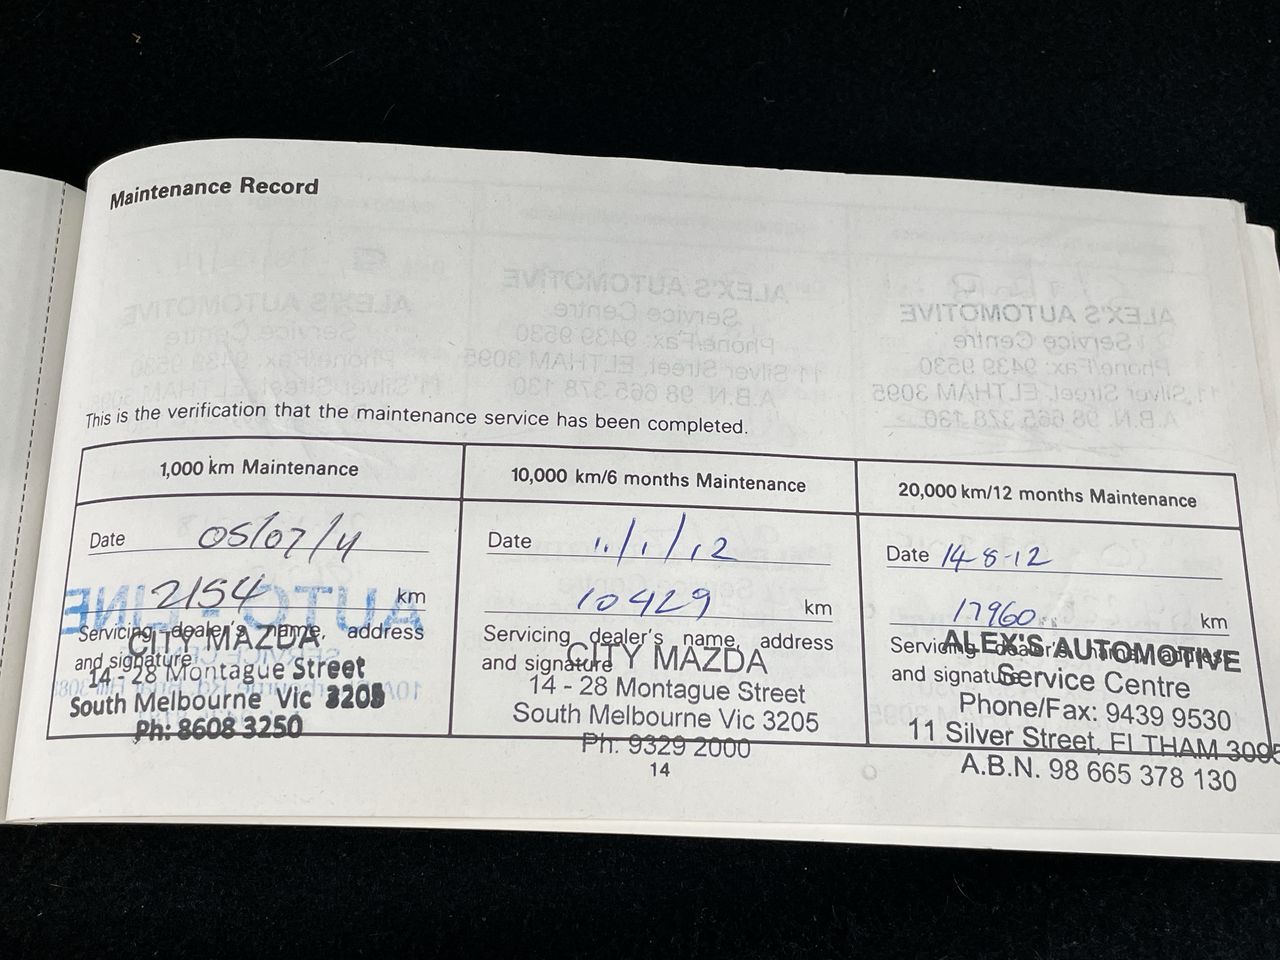 Maintenance Record
This is the verification that the maintenance service has been completed.
1,000 km Maintenance
Date 05/07/11
2154 km
Servicing dealer's name, address
and signature
CITY MAZDA
14 - 28 Montague Street
South Melbourne Vic 3205
Ph: 8608 3250
10,000 km/6 months Maintenance
Date 11/1/12
10429 km
Servicing dealer's name, address
and signature
CITY MAZDA
14 - 28 Montague Street
South Melbourne Vic 3205
Ph: 9329 2000
20,000 km/12 months Maintenance
Date 14-8-12
17960 km
Servicing dealer's name, address
and signature
ALEX'S AUTOMOTIVE
Service Centre
Phone/Fax: 9439 9530
11 Silver Street, ELTHAM 3095
A.B.N. 98 665 378 130
14